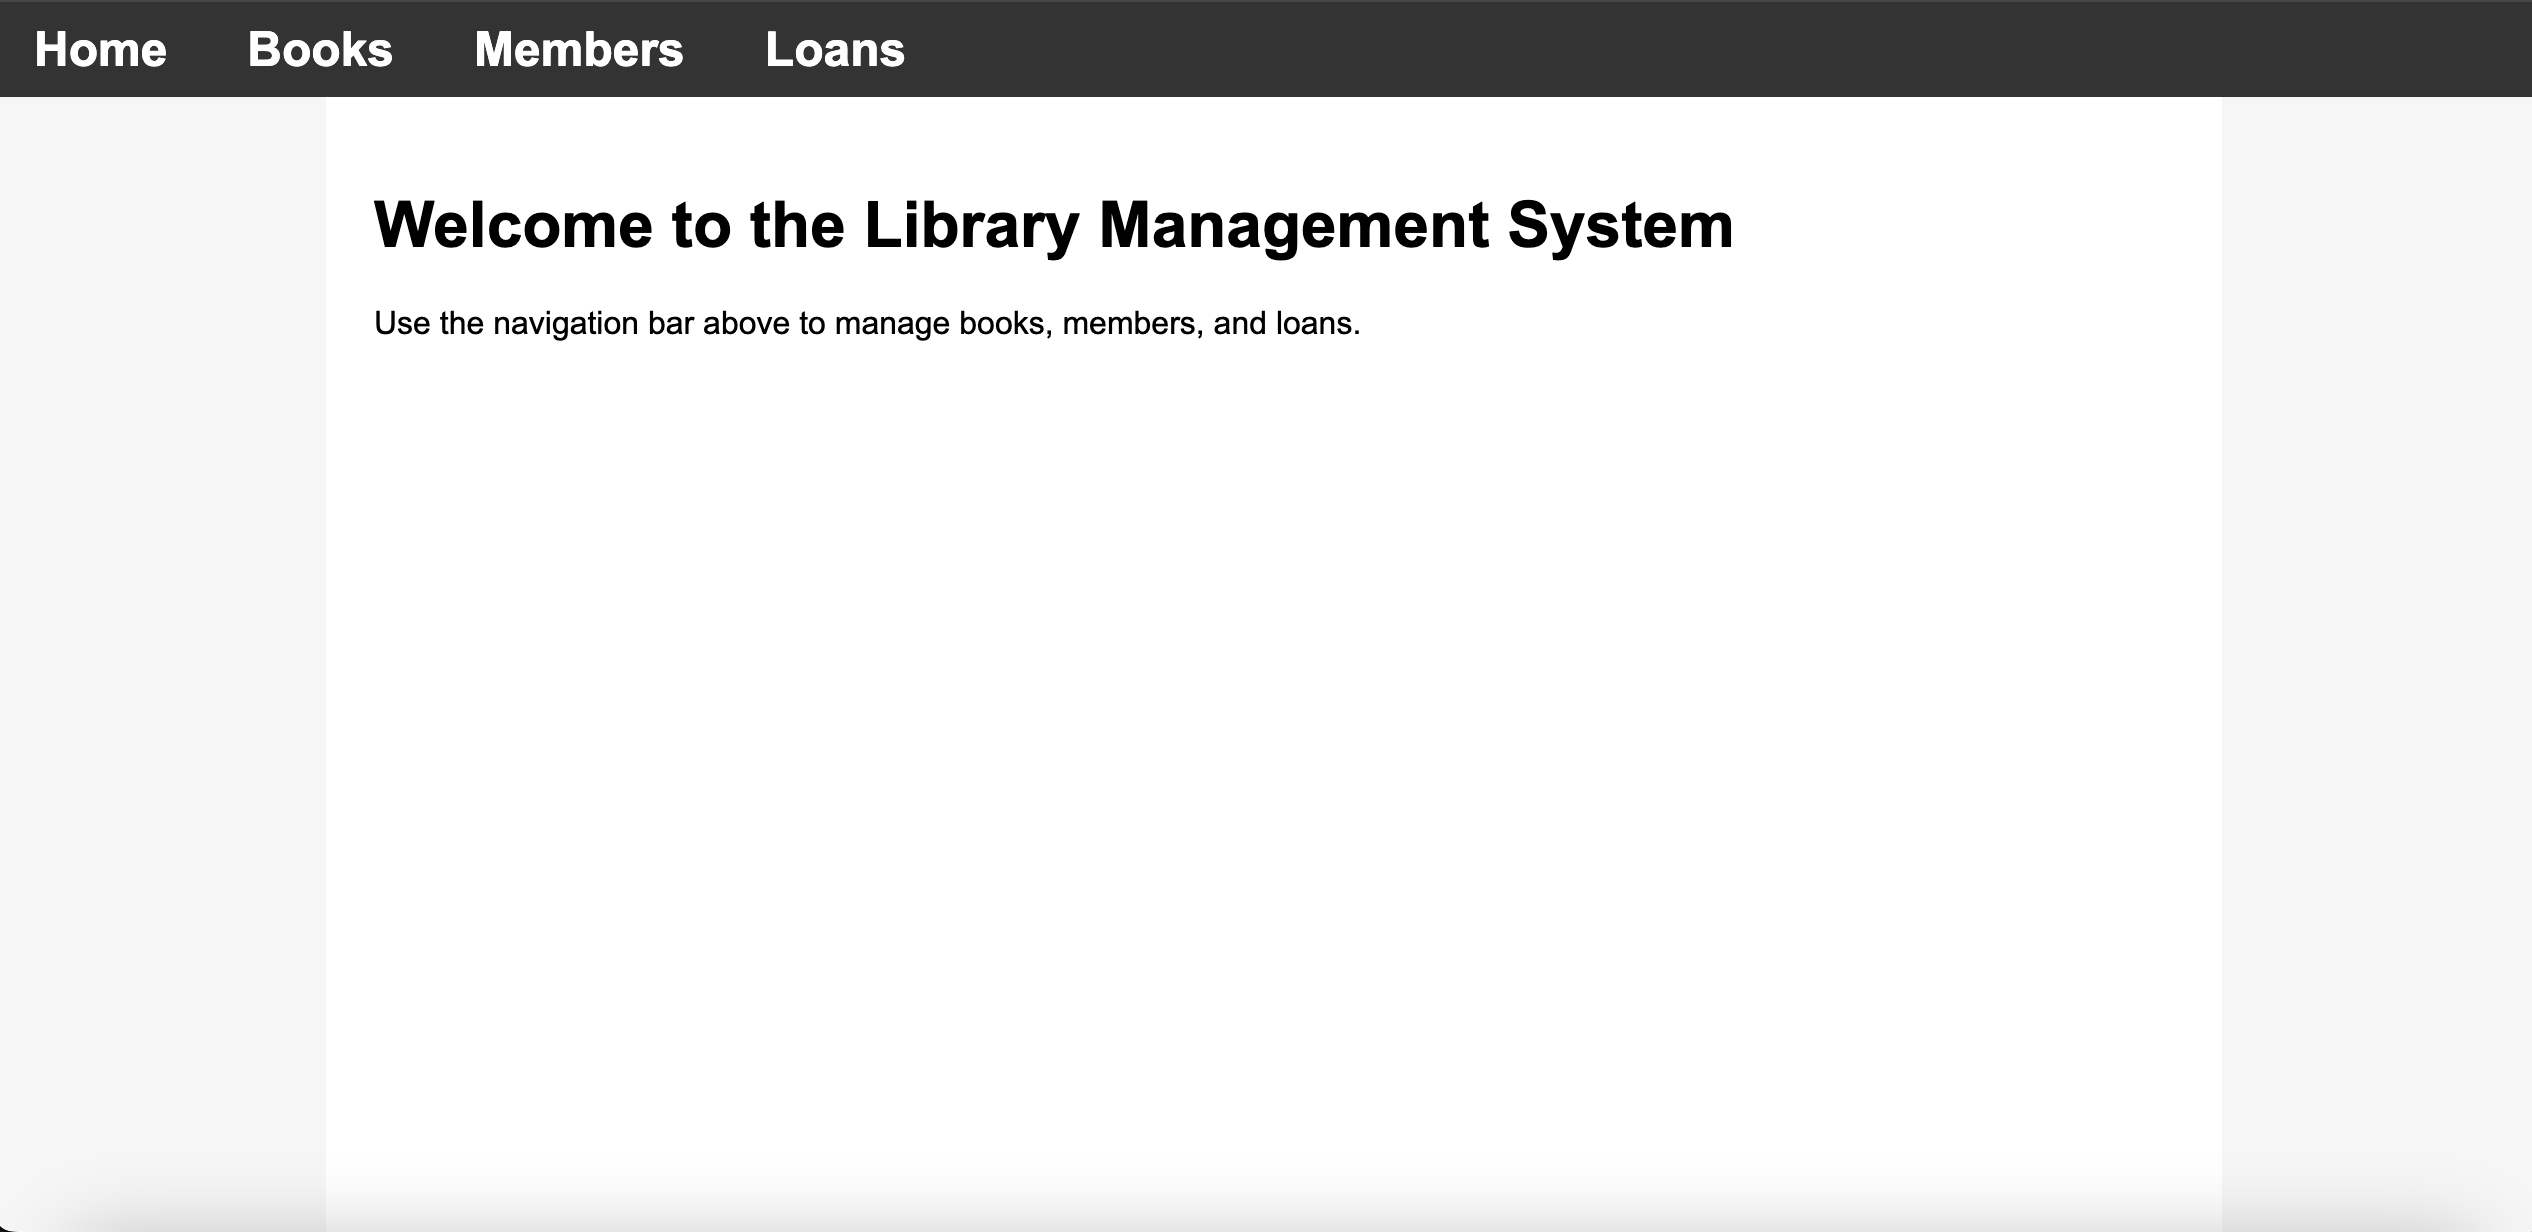 Home Books Members Loans
Welcome to the Library Management System
Use the navigation bar above to manage books, members, and loans.